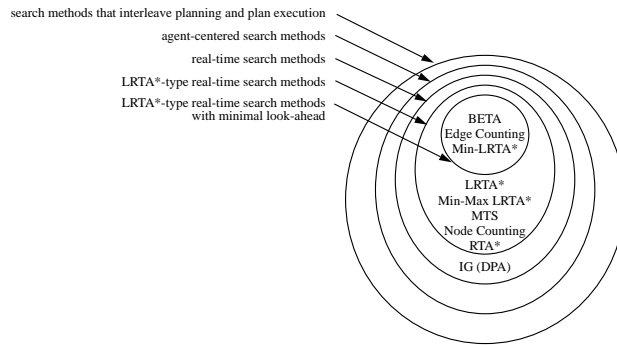 search methods that interleave planning and plan execution
agent-centered search methods
real-time search methods
LRTA*-type real-time search methods
LRTA*-type real-time search methods
with minimal look-ahead
BETA
Edge Counting
Min-LRTA*
LRTA*
Min-Max LRTA*
MTS
Node Counting
RTA*
IG (DPA)